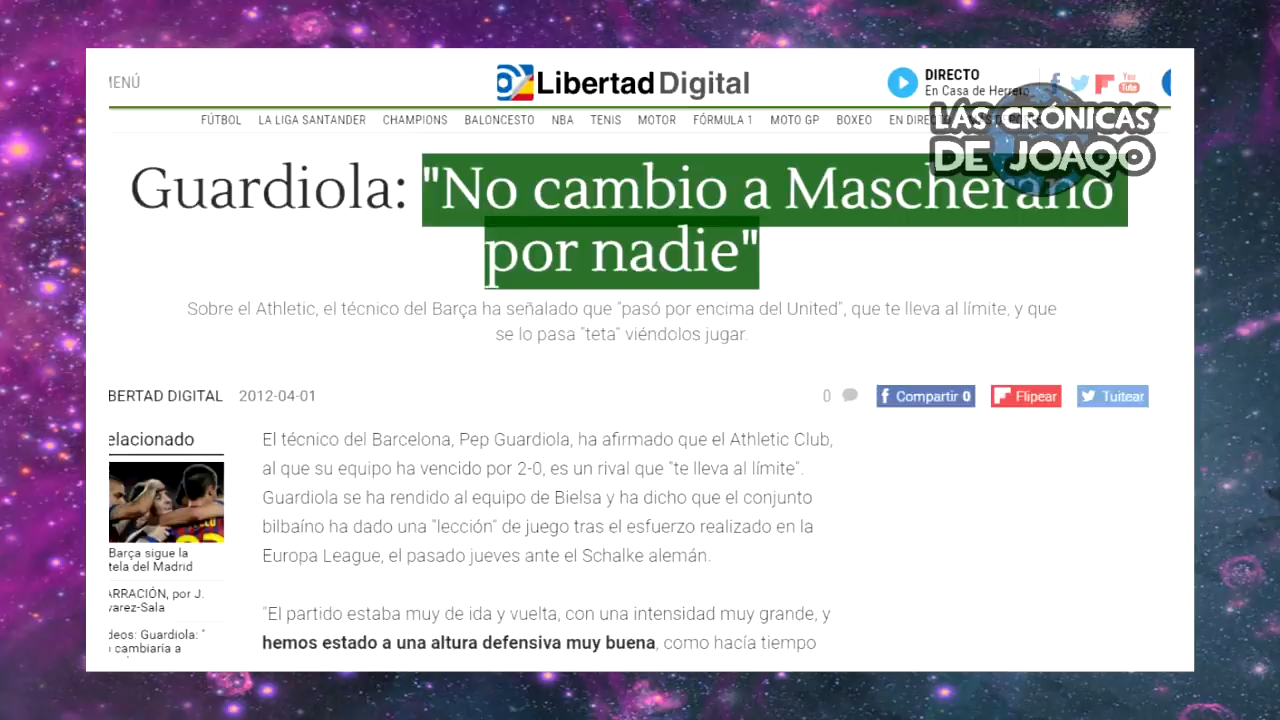 MENÚ
Libertad Digital
DIRECTO
En Casa de Herrero
You
Tube
FÚTBOL LA LIGA SANTANDER CHAMPIONS BALONCESTO NBA TENIS MOTOR FÓRMULA 1 MOTO GP BOXEO EN DIRECTO
LAS CRÓNICAS
DE JOAQO
Guardiola: "No cambio a Mascherano
por nadie"
Sobre el Athletic, el técnico del Barça ha señalado que "pasó por encima del United", que te lleva al límite, y que
se lo pasa "teta" viéndolos jugar.
BERTAD DIGITAL 2012-04-01
0
Compartir 0
Flipear
Tuitear
elacionado
Barça sigue la
tela del Madrid
ARRACIÓN, por J.
varez-Sala
deos: Guardiola: "
cambiaría a
El técnico del Barcelona, Pep Guardiola, ha afirmado que el Athletic Club,
al que su equipo ha vencido por 2-0, es un rival que "te lleva al límite".
Guardiola se ha rendido al equipo de Bielsa y ha dicho que el conjunto
bilbaíno ha dado una "lección" de juego tras el esfuerzo realizado en la
Europa League, el pasado jueves ante el Schalke alemán.
"El partido estaba muy de ida y vuelta, con una intensidad muy grande, y
hemos estado a una altura defensiva muy buena, como hacía tiempo